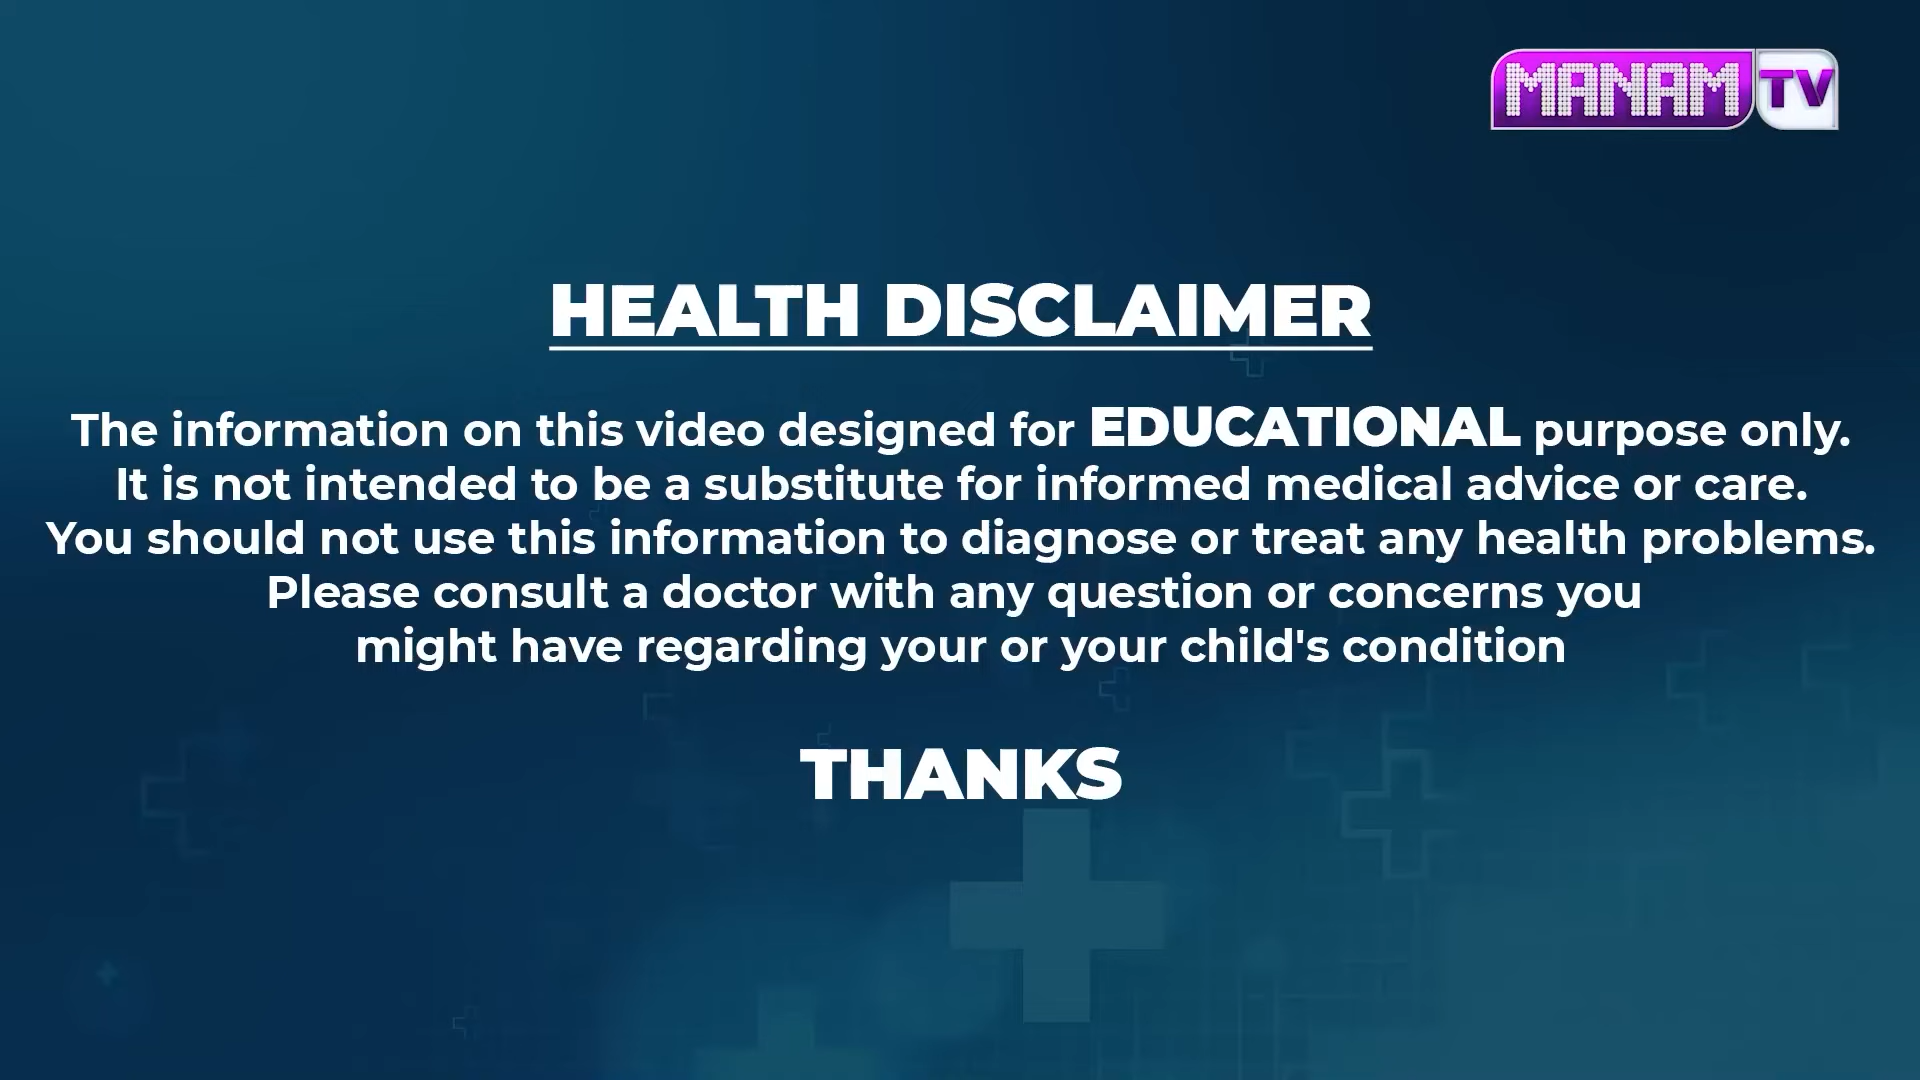 MANAM TV
HEALTH DISCLAIMER
The information on this video designed for EDUCATIONAL purpose only.
It is not intended to be a substitute for informed medical advice or care.
You should not use this information to diagnose or treat any health problems.
Please consult a doctor with any question or concerns you
might have regarding your or your child's condition
THANKS